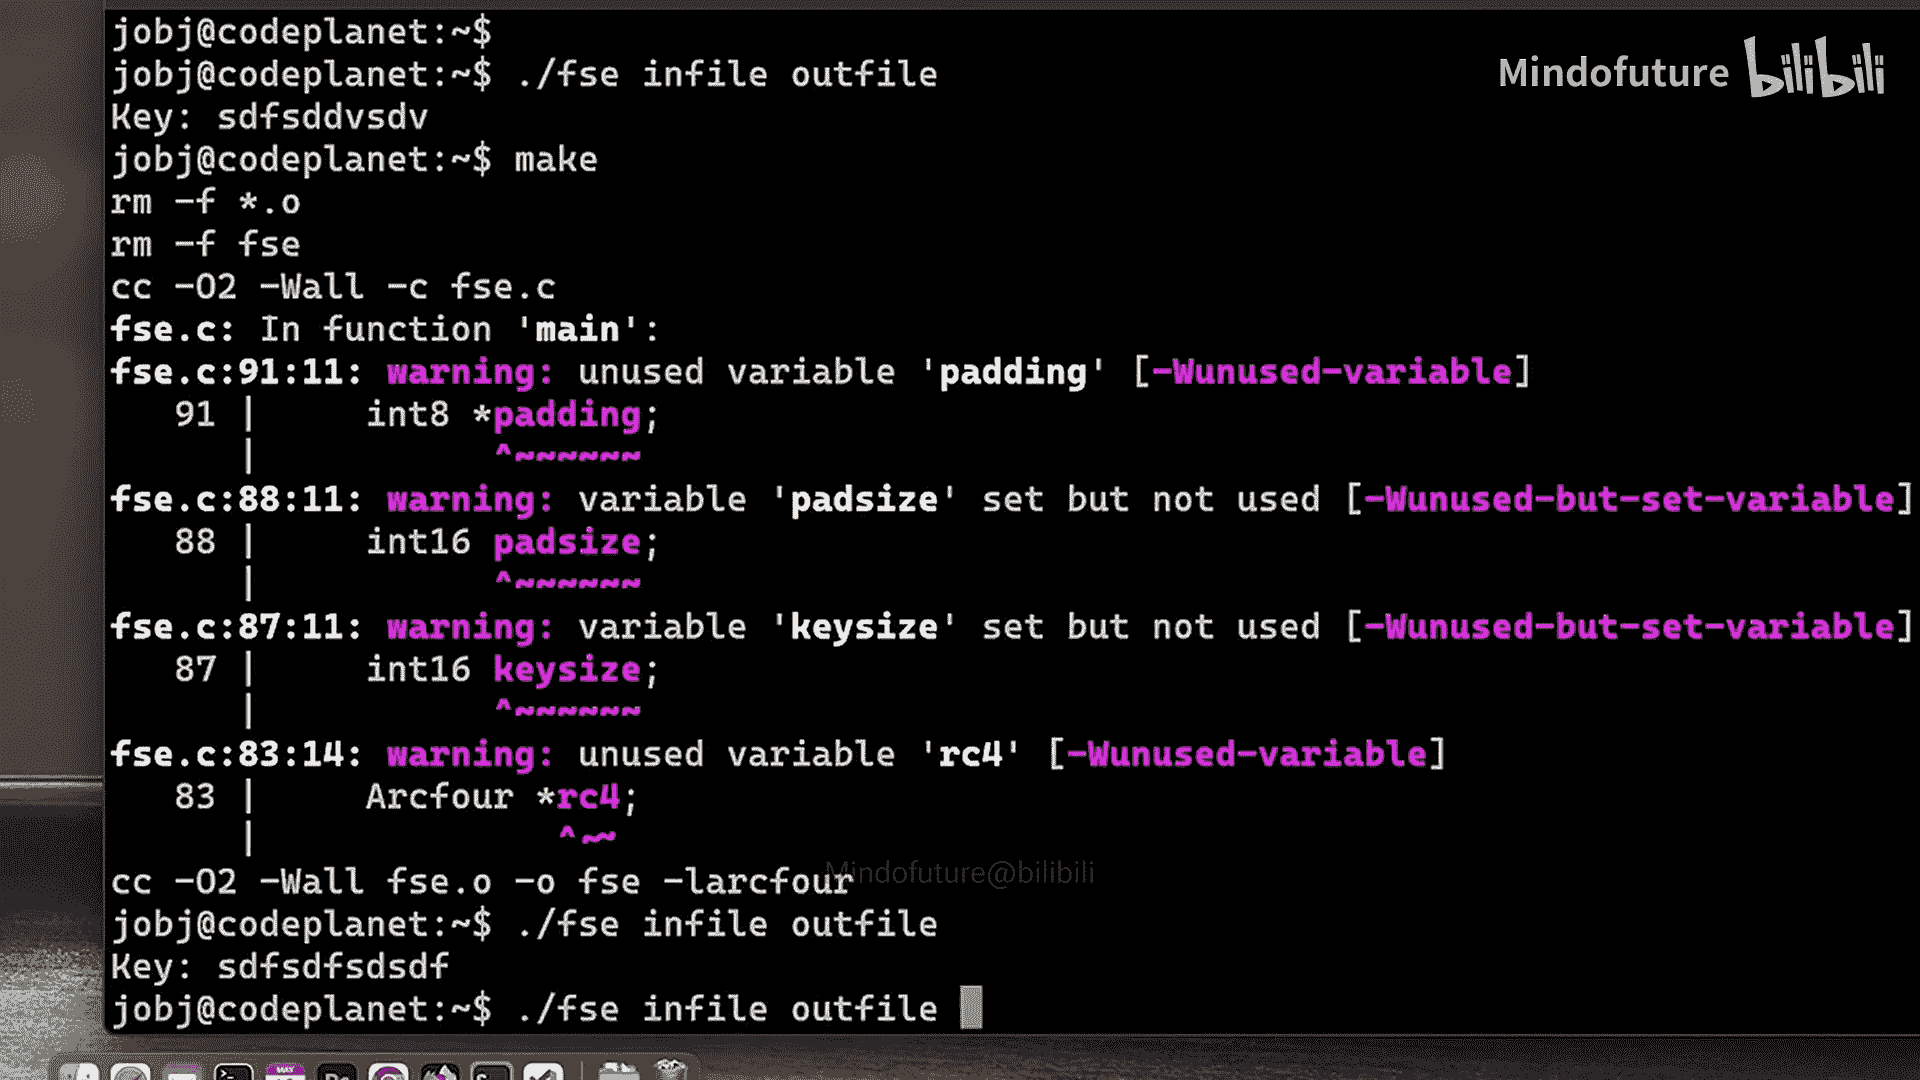 jobj@codeplanet:~$
jobj@codeplanet:~$ ./fse infile outfile
Key: sdfsddvsdv
jobj@codeplanet:~$ make
rm -f *.o
rm -f fse
cc -O2 -Wall -c fse.c
fse.c: In function 'main':
fse.c:91:11: warning: unused variable 'padding' [-Wunused-variable]
   91 |     int8 *padding;
      |           ^~~~~~~
fse.c:88:11: warning: variable 'padsize' set but not used [-Wunused-but-set-variable]
   88 |     int16 padsize;
      |           ^~~~~~~
fse.c:87:11: warning: variable 'keysize' set but not used [-Wunused-but-set-variable]
   87 |     int16 keysize;
      |           ^~~~~~~
fse.c:83:14: warning: unused variable 'rc4' [-Wunused-variable]
   83 |     Arcfour *rc4;
      |              ^~~
cc -O2 -Wall fse.o -o fse -larcfour
jobj@codeplanet:~$ ./fse infile outfile
Key: sdfsdfsdsdf
jobj@codeplanet:~$ ./fse infile outfile
Mindofuture bilibili
Mindofuture@bilibili
MAY